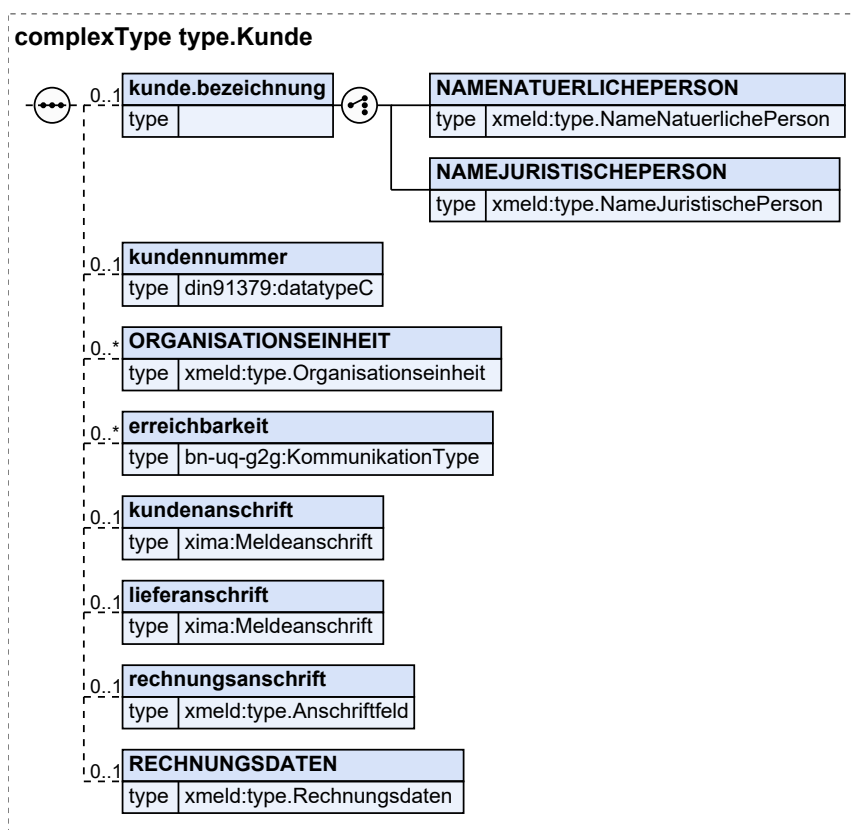 complexType type.Kunde
0..1 kunde.bezeichnung
type
NAMENATUERLICHEPERSON
type xmeld:type.NameNatuerlichePerson
NAMEJURISTISCHEPERSON
type xmeld:type.NameJuristischePerson
0..1 kundennummer
type din91379:datatypeC
0..* ORGANISATIONSEINHEIT
type xmeld:type.Organisationseinheit
0..* erreichbarkeit
type bn-uq-g2g:KommunikationType
0..1 kundenanschrift
type xima:Meldeanschrift
0..1 lieferanschrift
type xima:Meldeanschrift
0..1 rechnungsanschrift
type xmeld:type.Anschriftfeld
0..1 RECHNUNGSDATEN
type xmeld:type.Rechnungsdaten